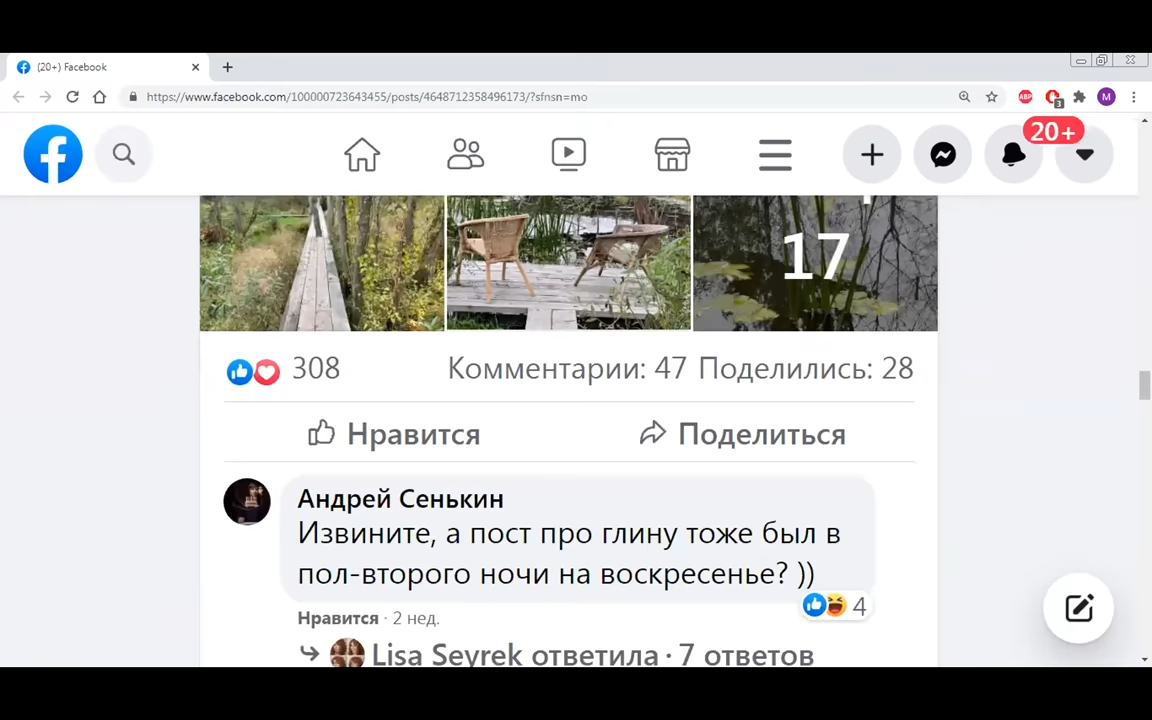 (20+) Facebook
https://www.facebook.com/100000723643455/posts/4648712358496173/?sfnsn=mo
ABP
3
M
20+
17
308
Комментарии: 47 Поделились: 28
Нравится
Поделиться
Андрей Сенькин
Извините, а пост про глину тоже был в
пол-второго ночи на воскресенье? ))
4
Нравится · 2 нед.
Lisa Seyrek ответила · 7 ответов